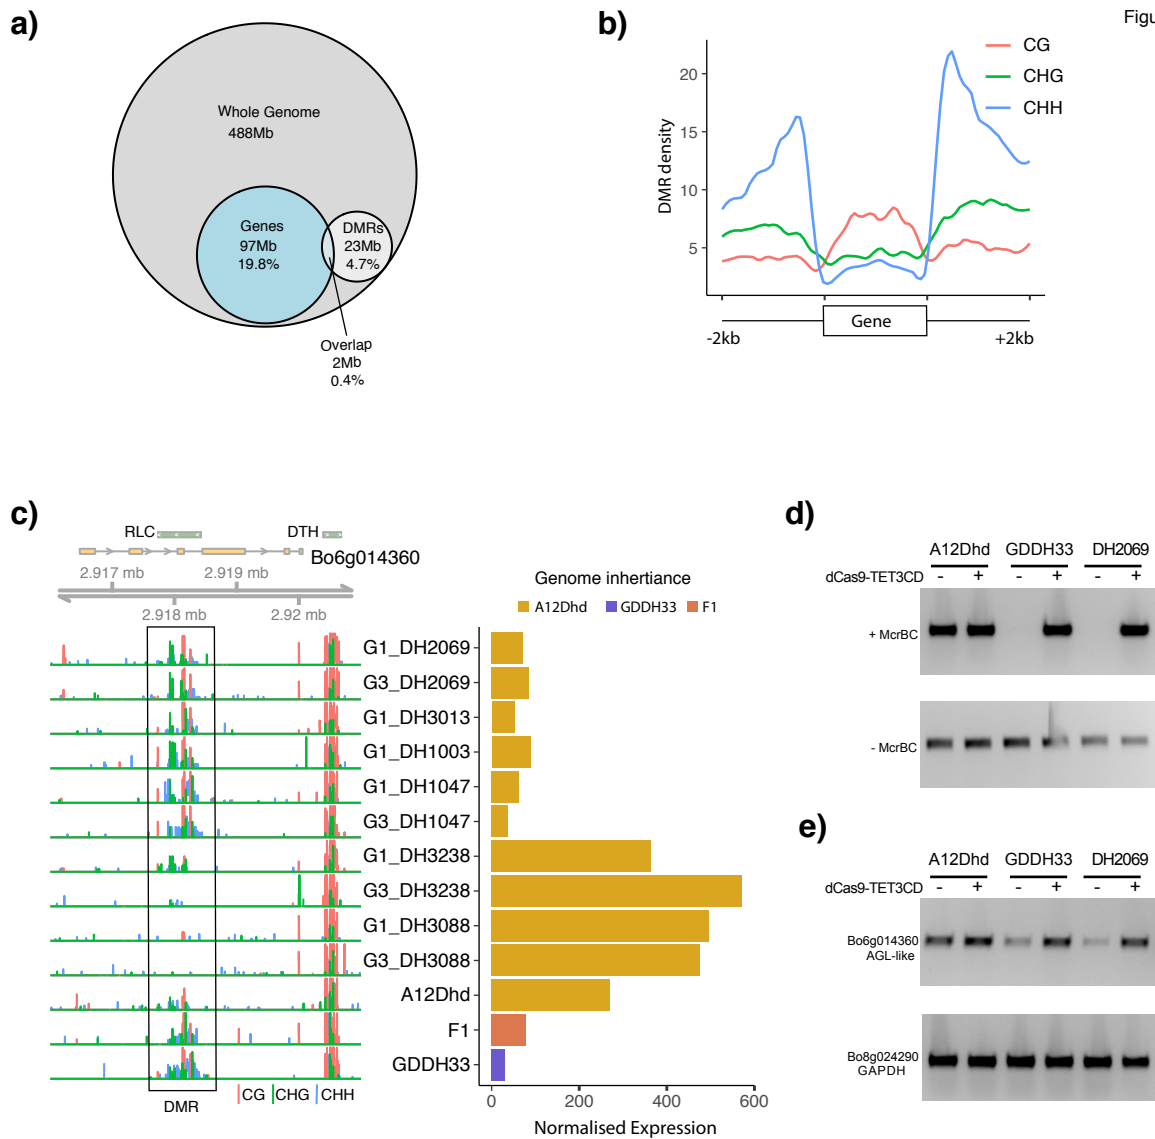 a)
Whole Genome
488Mb
Genes
97Mb
19.8%
DMRs
23Mb
4.7%
Overlap
2Mb
0.4%
b)
Figu
CG
CHG
CHH
DMR density
20
15
10
5
Gene
-2kb
+2kb
c)
RLC
DTH
Bo6g014360
2.917 mb
2.919 mb
2.918 mb
2.92 mb
Genome inhertiance
A12Dhd
GDDH33
F1
G1_DH2069
G3_DH2069
G1_DH3013
G1_DH1003
G1_DH1047
G3_DH1047
G1_DH3238
G3_DH3238
G1_DH3088
G3_DH3088
A12Dhd
F1
GDDH33
DMR
CG
CHG
CHH
0
200
400
600
Normalised Expression
d)
A12Dhd GDDH33 DH2069
dCas9-TET3CD - + - + - +
+ McrBC
- McrBC
e)
A12Dhd GDDH33 DH2069
dCas9-TET3CD - + - + - +
Bo6g014360
AGL-like
Bo8g024290
GAPDH